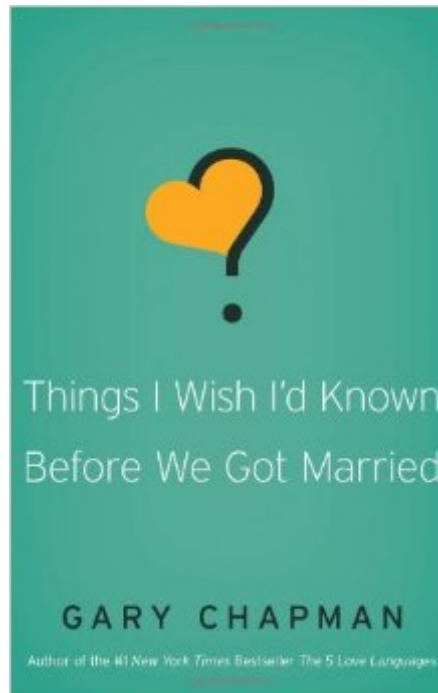 Things I Wish I'd Known
Before We Got Married
GARY CHAPMAN
Author of the #1 New York Times Bestseller The 5 Love Languages